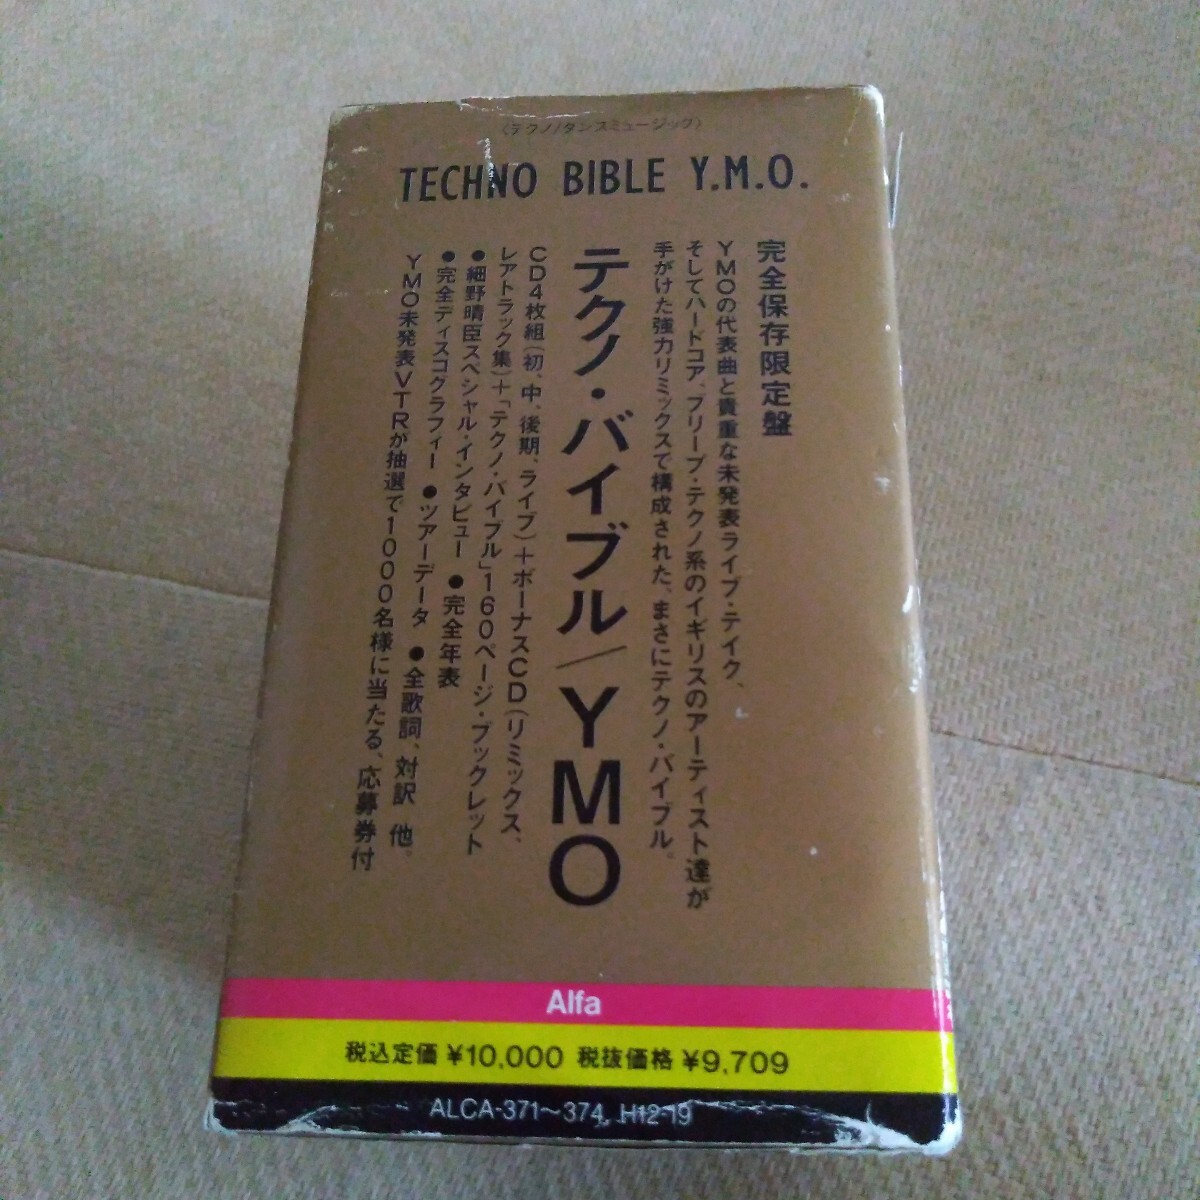 〈テクノ/ダンスミュージック〉
TECHNO BIBLE Y.M.O.
完全保存限定盤
YMOの代表曲と貴重な未発表ライブ・テイク、
そしてハードコア、ブリープ・テクノ系のイギリスのアーティスト達が
手がけた強力リミックスで構成された、まさにテクノ・バイブル。
テクノ・バイブル/YMO
CD4枚組(初、中、後期、ライブ)+ボーナスCD(リミックス、
レアトラック集)+「テクノ・バイブル」160ページ・ブックレット
●細野晴臣スペシャル・インタビュー ●完全年表
●完全ディスコグラフィー ●ツアーデータ ●全歌詞、対訳 他。
YMO未発表VTRが抽選で1000名様に当たる、応募券付
Alfa
税込定価 ¥10,000 税抜価格 ¥9,709
ALCA-371〜374, H12・19